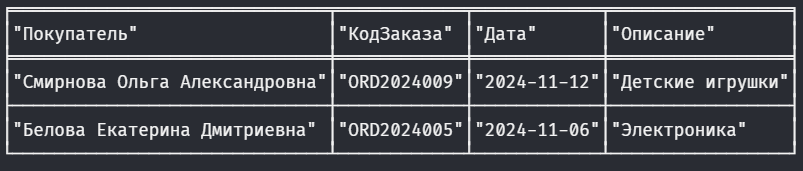 "Покупатель" "КодЗаказа" "Дата" "Описание"
"Смирнова Ольга Александровна" "ORD2024009" "2024-11-12" "Детские игрушки"
"Белова Екатерина Дмитриевна" "ORD2024005" "2024-11-06" "Электроника"